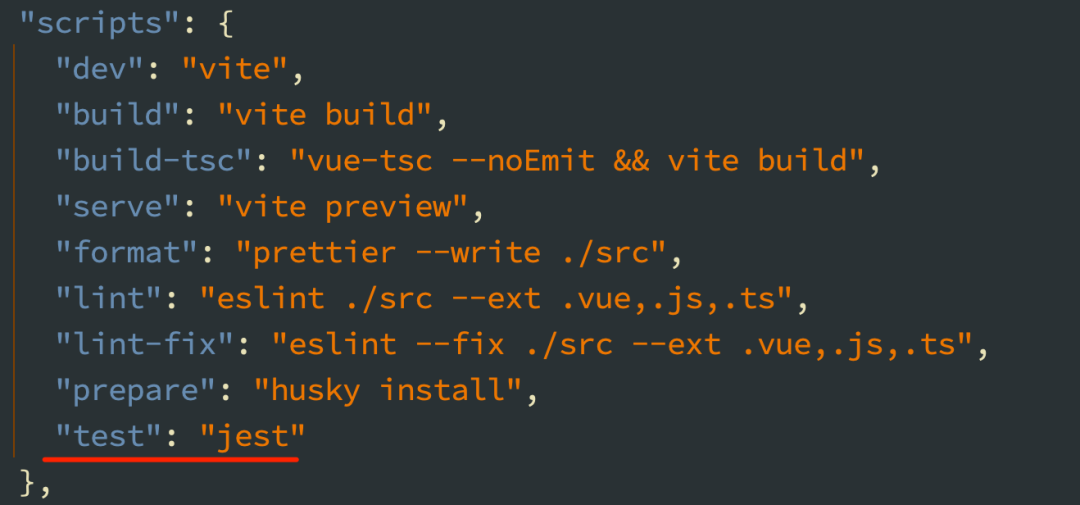 "scripts": {
"dev": "vite",
"build": "vite build",
"build-tsc": "vue-tsc --noEmit && vite build",
"serve": "vite preview",
"format": "prettier --write ./src",
"lint": "eslint ./src --ext .vue,.js,.ts",
"lint-fix": "eslint --fix ./src --ext .vue,.js,.ts",
"prepare": "husky install",
"test": "jest"
},